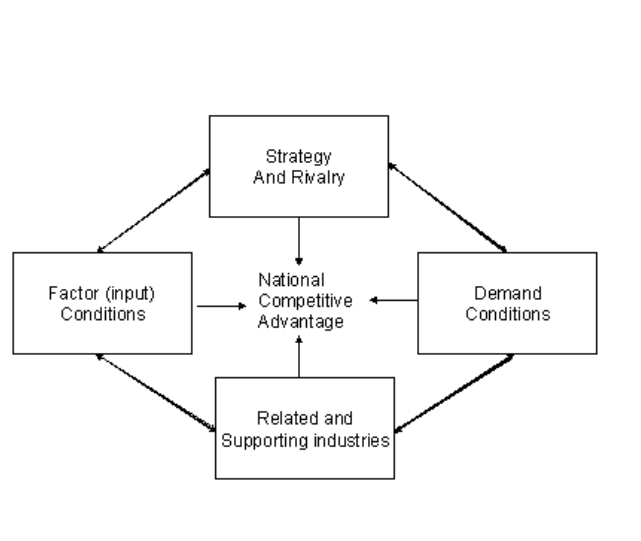 Strategy
And Rivalry
Factor (input)
Conditions
National
Competitive
Advantage
Demand
Conditions
Related and
Supporting industries